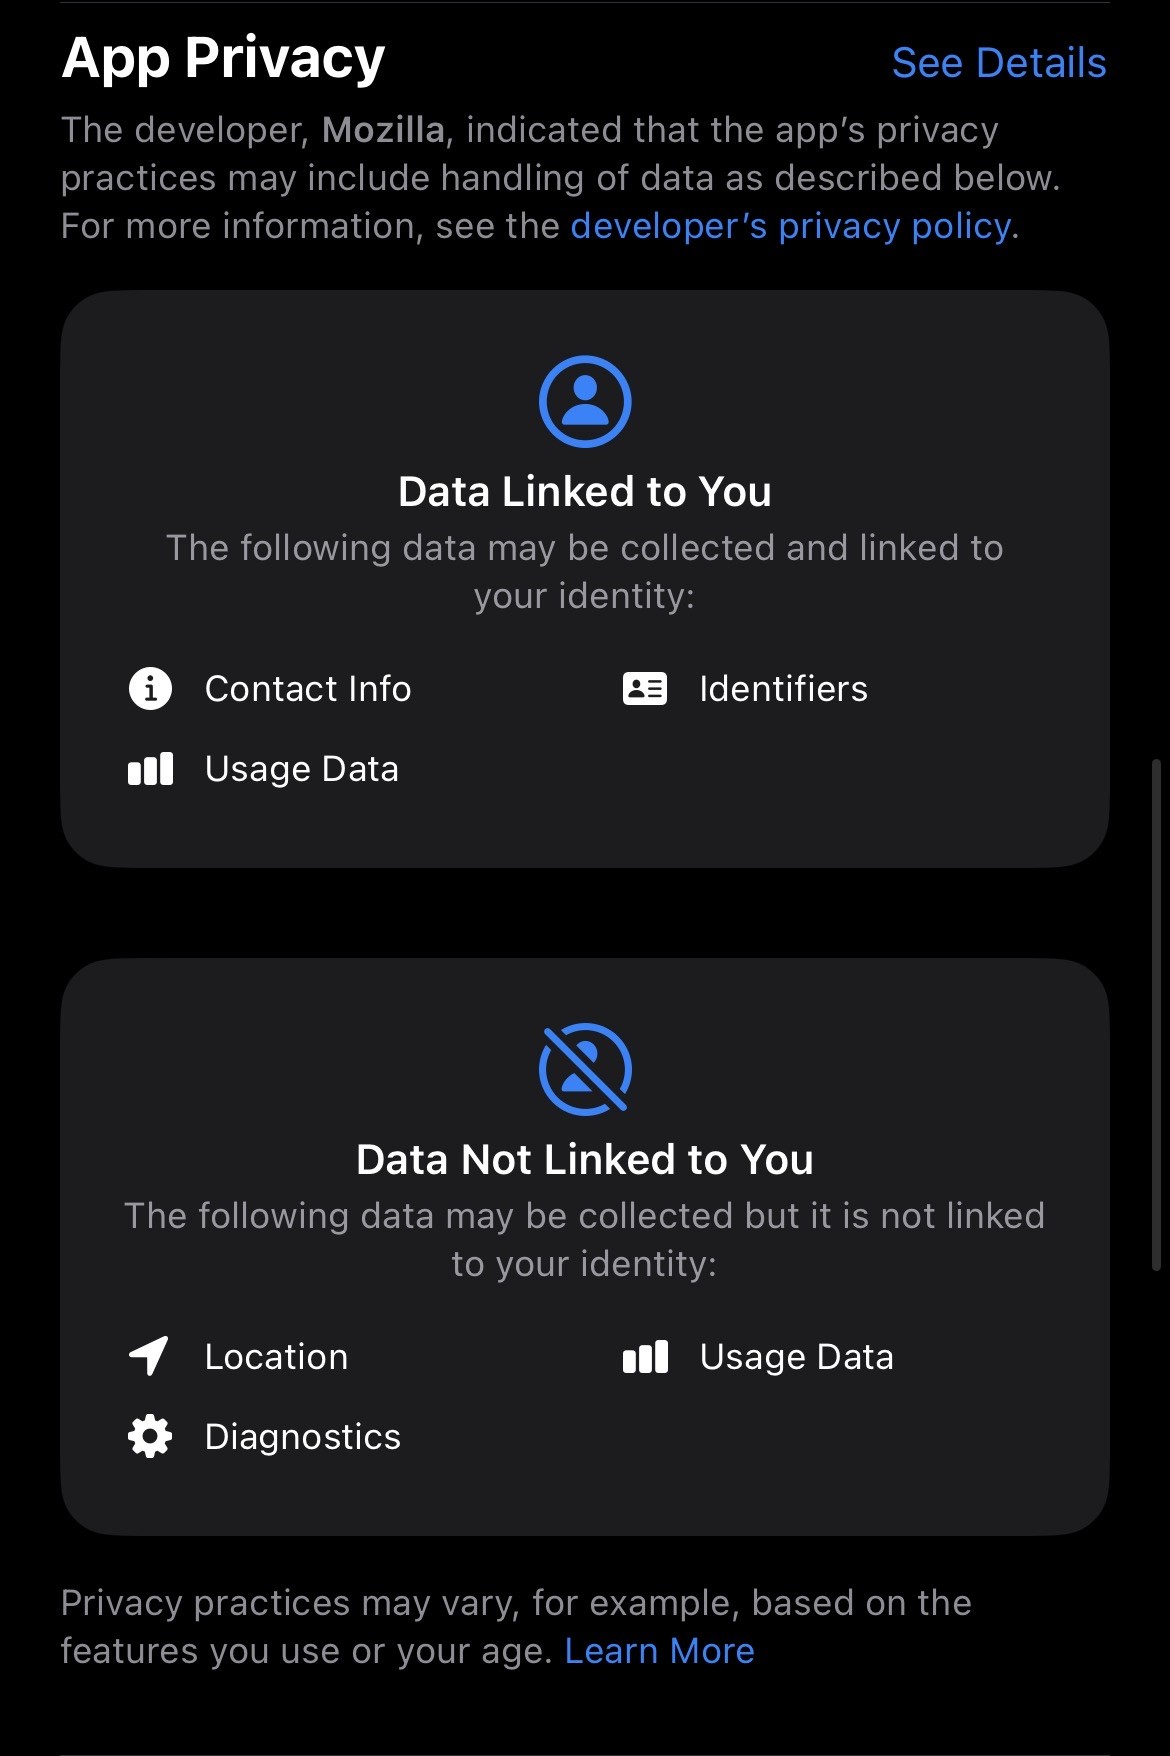 App Privacy
See Details
The developer, Mozilla, indicated that the app’s privacy
practices may include handling of data as described below.
For more information, see the developer’s privacy policy.
Data Linked to You
The following data may be collected and linked to
your identity:
Contact Info
Identifiers
Usage Data
Data Not Linked to You
The following data may be collected but it is not linked
to your identity:
Location
Usage Data
Diagnostics
Privacy practices may vary, for example, based on the
features you use or your age. Learn More